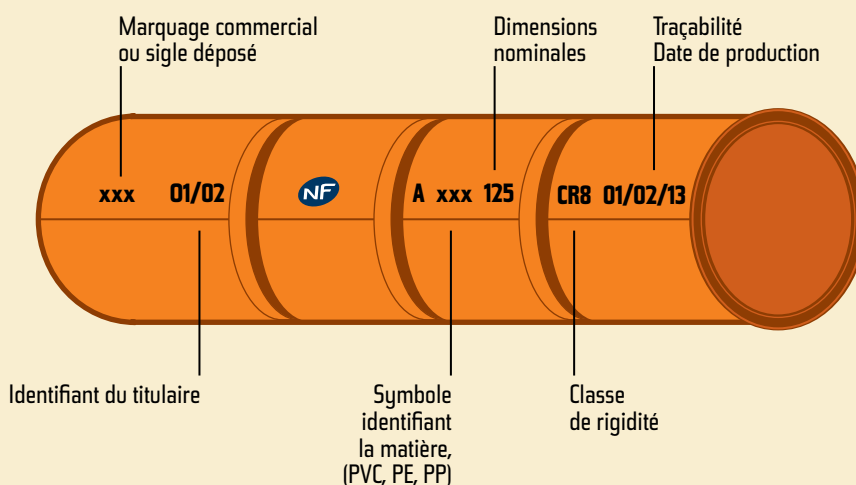 Marquage commercial
ou sigle déposé
Dimensions
nominales
Traçabilité
Date de production
xxx 01/02 NF A xxx 125 CR8 01/02/13
Identifiant du titulaire
Symbole
identifiant
la matière,
(PVC, PE, PP)
Classe
de rigidité